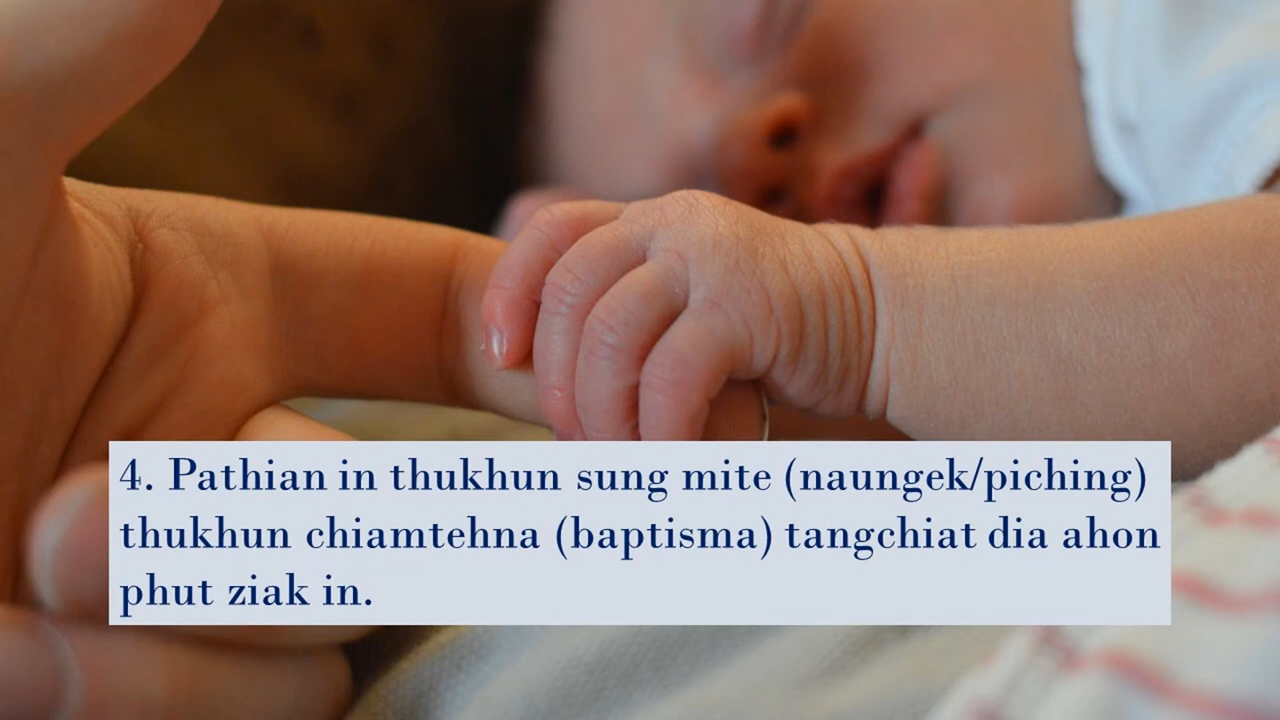 4. Pathian in thukhun sung mite (naungek/piching)
thukhun chiamtehna (baptisma) tangchiat dia ahon
phut ziak in.